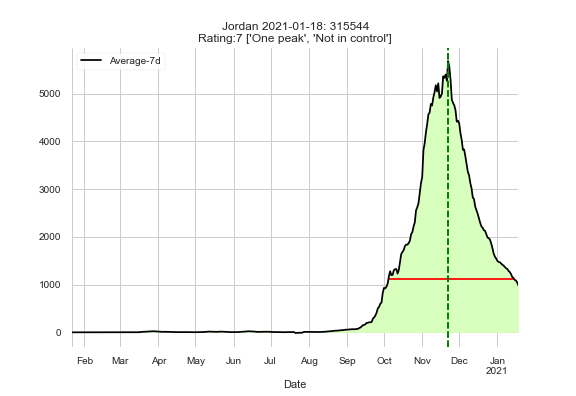 Jordan 2021-01-18: 315544
Rating:7 ['One peak', 'Not in control']
Average-7d
5000
4000
3000
2000
1000
0
Feb Mar Apr May Jun Jul Aug Sep Oct Nov Dec Jan
2021
Date